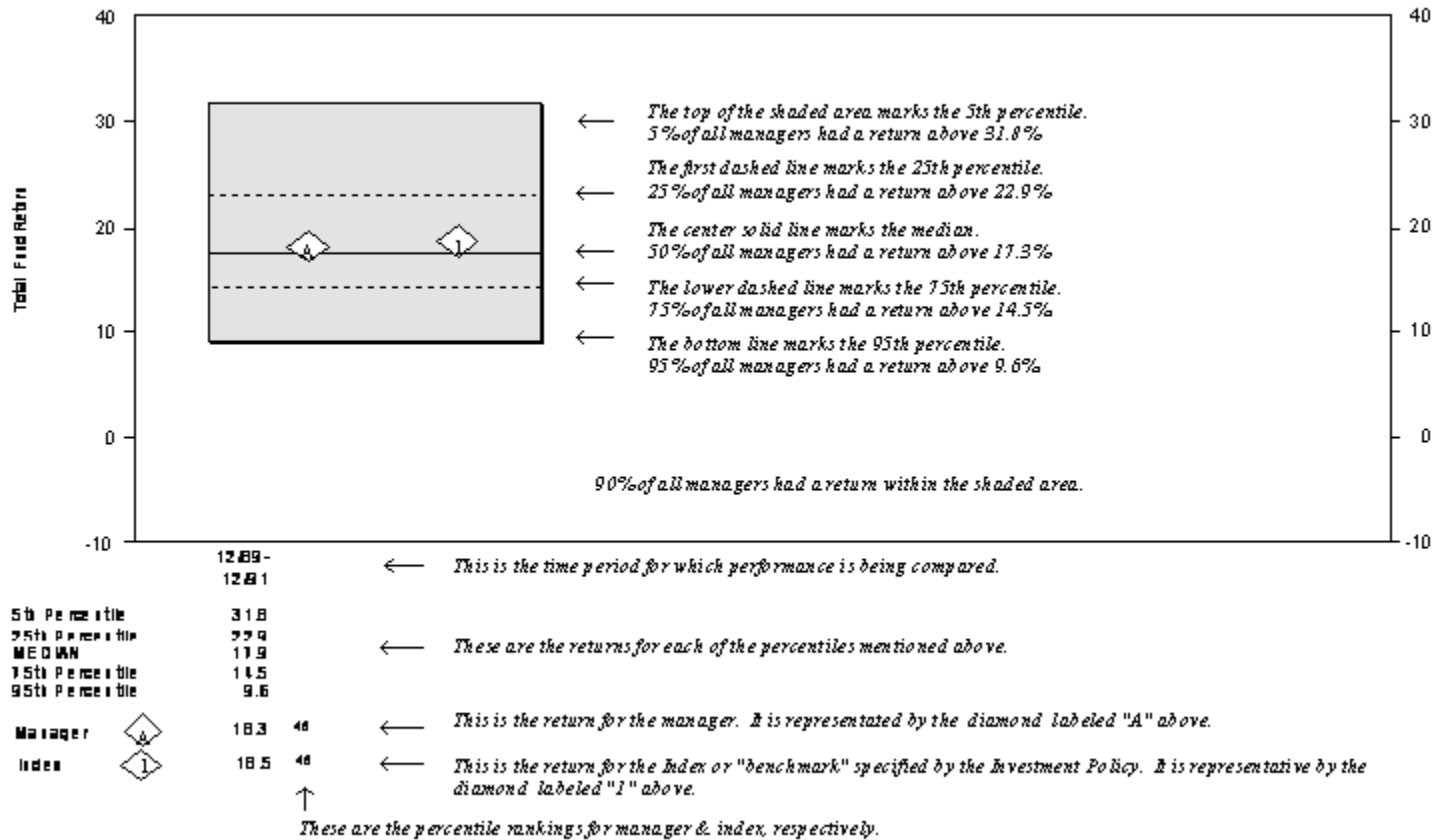 40 40
The top of the shaded area marks the 5th percentile.
30 5% of all managers had a return above 31.8% 30
The first dashed line marks the 25th percentile.
25% of all managers had a return above 22.9%
Total Fund Return
20 The center solid line marks the median. 20
50% of all managers had a return above 17.3%
A 1
The lower dashed line marks the 75th percentile.
75% of all managers had a return above 14.5%
10 10
The bottom line marks the 95th percentile.
95% of all managers had a return above 9.6%
0 0
90% of all managers had a return within the shaded area.
-10 -10
12/89-
12/91
This is the time period for which performance is being compared.
5th Percentile 31.8
25th Percentile 22.9
MEDIAN 17.9
These are the returns for each of the percentiles mentioned above.
75th Percentile 14.5
95th Percentile 9.6
Manager A 18.3
This is the return for the manager. It is representated by the diamond labeled "A" above.
Index 1 18.5
This is the return for the Index or "benchmark" specified by the Investment Policy. It is representative by the
diamond labeled "1" above.
These are the percentile rankings for manager & index, respectively.